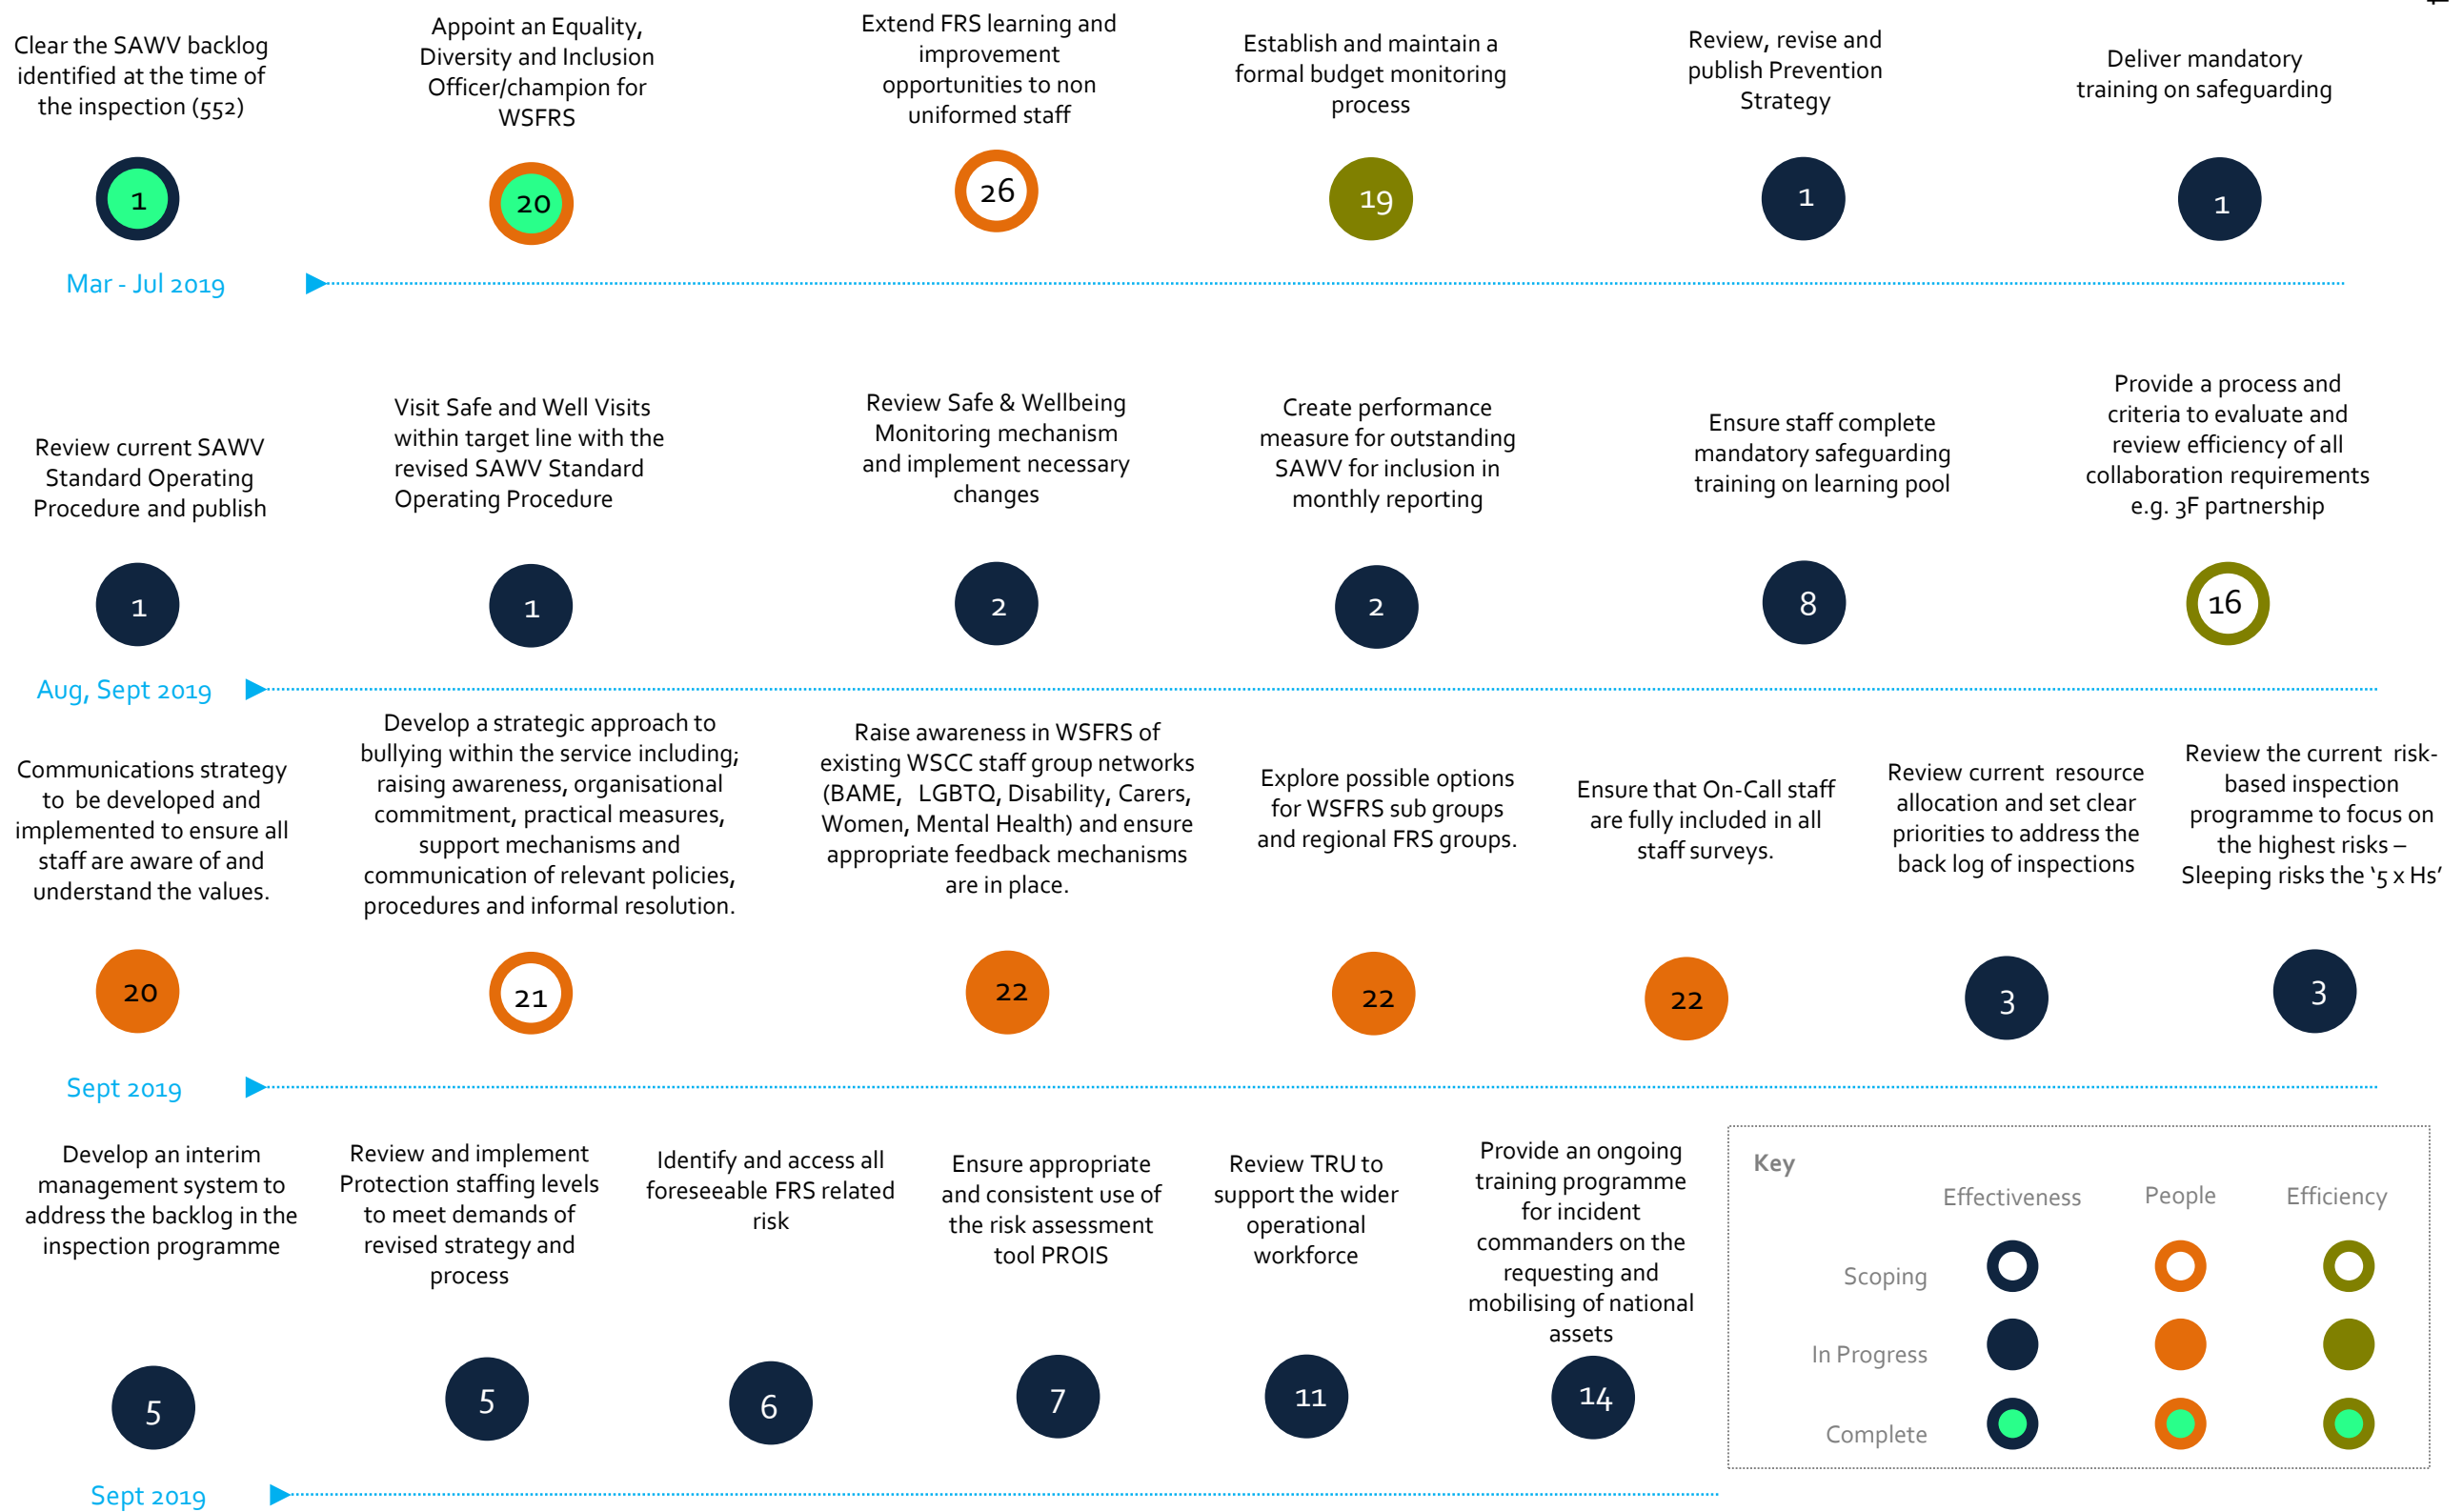 Clear the SAWV backlog
identified at the time of
the inspection (552)
Appoint an Equality,
Diversity and Inclusion
Officer/champion for
WSFRS
Extend FRS learning and
improvement
opportunities to non
uniformed staff
Establish and maintain a
formal budget monitoring
process
Review, revise and
publish Prevention
Strategy
Deliver mandatory
training on safeguarding
1
20
26
19
1
1
Mar - Jul 2019
Review current SAWV
Standard Operating
Procedure and publish
Visit Safe and Well Visits
within target line with the
revised SAWV Standard
Operating Procedure
Review Safe & Wellbeing
Monitoring mechanism
and implement necessary
changes
Create performance
measure for outstanding
SAWV for inclusion in
monthly reporting
Ensure staff complete
mandatory safeguarding
training on learning pool
Provide a process and
criteria to evaluate and
review efficiency of all
collaboration requirements
e.g. 3F partnership
1
1
2
2
8
16
Aug, Sept 2019
Communications strategy
to be developed and
implemented to ensure all
staff are aware of and
understand the values.
Develop a strategic approach to
bullying within the service including;
raising awareness, organisational
commitment, practical measures,
support mechanisms and
communication of relevant policies,
procedures and informal resolution.
Raise awareness in WSFRS of
existing WSCC staff group networks
(BAME, LGBTQ, Disability, Carers,
Women, Mental Health) and ensure
appropriate feedback mechanisms
are in place.
Explore possible options
for WSFRS sub groups
and regional FRS groups.
Ensure that On-Call staff
are fully included in all
staff surveys.
Review current resource
allocation and set clear
priorities to address the
back log of inspections
Review the current risk-
based inspection
programme to focus on
the highest risks –
Sleeping risks the ‘5 x Hs’
20
21
22
22
22
3
3
Sept 2019
Develop an interim
management system to
address the backlog in the
inspection programme
Review and implement
Protection staffing levels
to meet demands of
revised strategy and
process
Identify and access all
foreseeable FRS related
risk
Ensure appropriate
and consistent use of
the risk assessment
tool PROIS
Review TRU to
support the wider
operational
workforce
Provide an ongoing
training programme
for incident
commanders on the
requesting and
mobilising of national
assets
5
5
6
7
11
14
Sept 2019
Key
Effectiveness
People
Efficiency
Scoping
In Progress
Complete